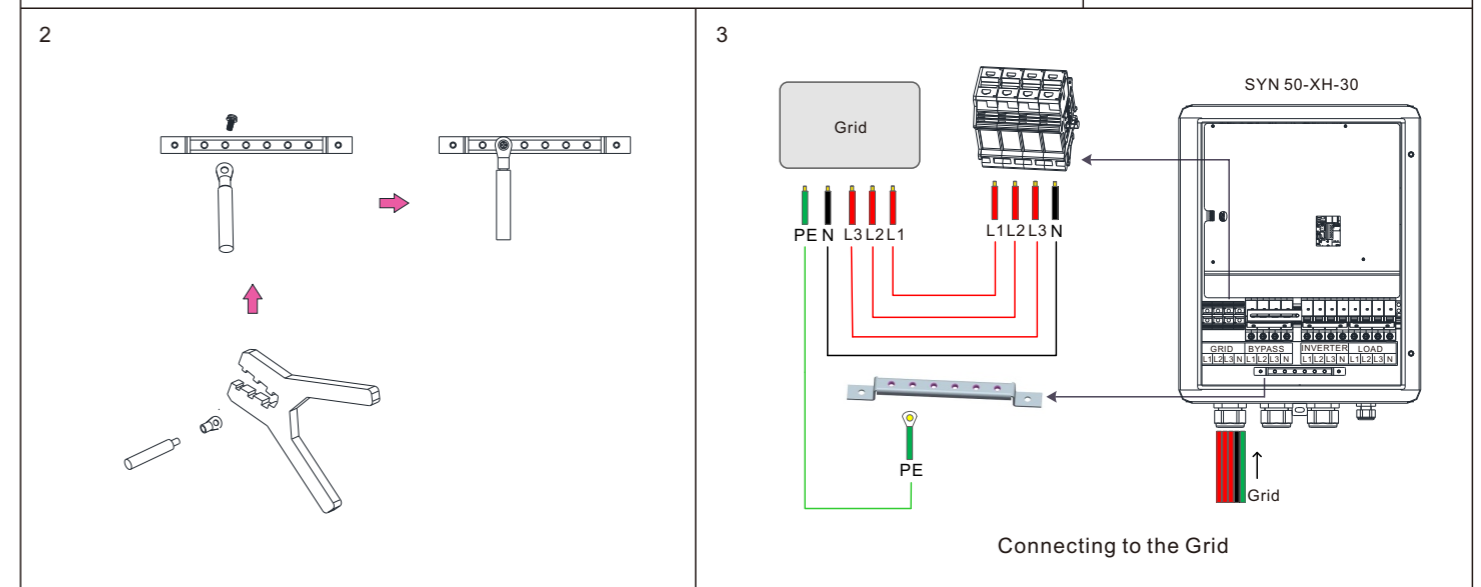 2
3
Grid
SYN 50-XH-30
PE N L3 L2 L1
L1 L2 L3 N
GRID BYPASS INVERTER LOAD
L1 L2 L3 N L1 L2 L3 N L1 L2 L3 N L1 L2 L3 N
PE
Grid
Connecting to the Grid